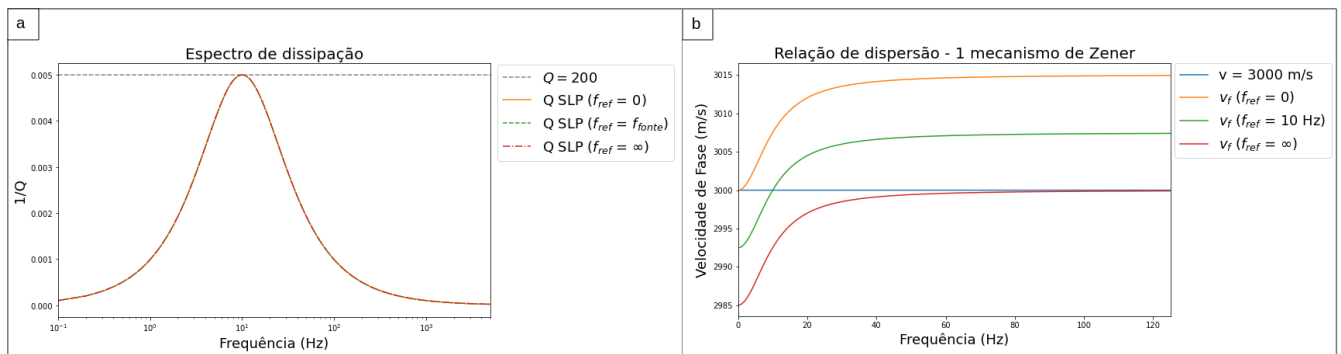 a
Espectro de dissipação
0.005
0.004
0.003
0.002
0.001
0.000
1/Q
10⁻¹ 10⁰ 10¹ 10² 10³
Frequência (Hz)
Q = 200
Q SLP (f_ref = 0)
Q SLP (f_ref = f_fonte)
Q SLP (f_ref = ∞)
b
Relação de dispersão - 1 mecanismo de Zener
3015
3010
3005
3000
2995
2990
2985
Velocidade de Fase (m/s)
0 20 40 60 80 100 120
Frequência (Hz)
v = 3000 m/s
v_f (f_ref = 0)
v_f (f_ref = 10 Hz)
v_f (f_ref = ∞)